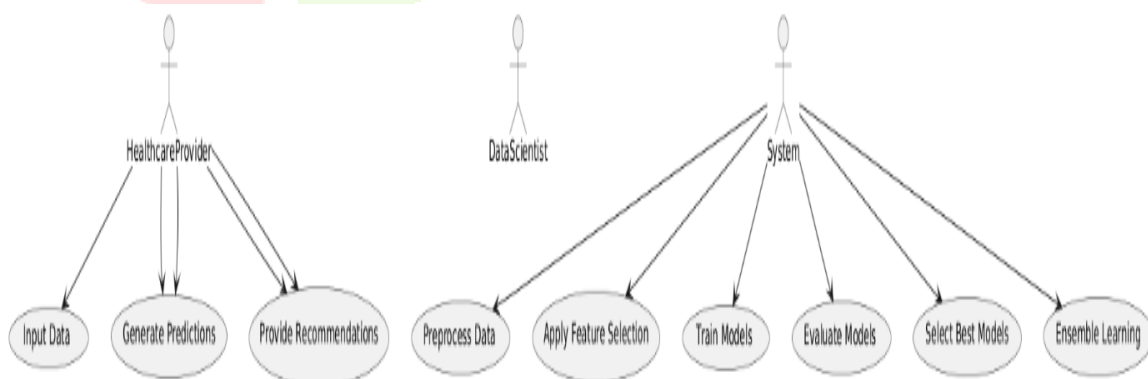 HealthcareProvider
DataScientist
System
Input Data
Generate Predictions
Provide Recommendations
Preprocess Data
Apply Feature Selection
Train Models
Evaluate Models
Select Best Models
Ensemble Learning